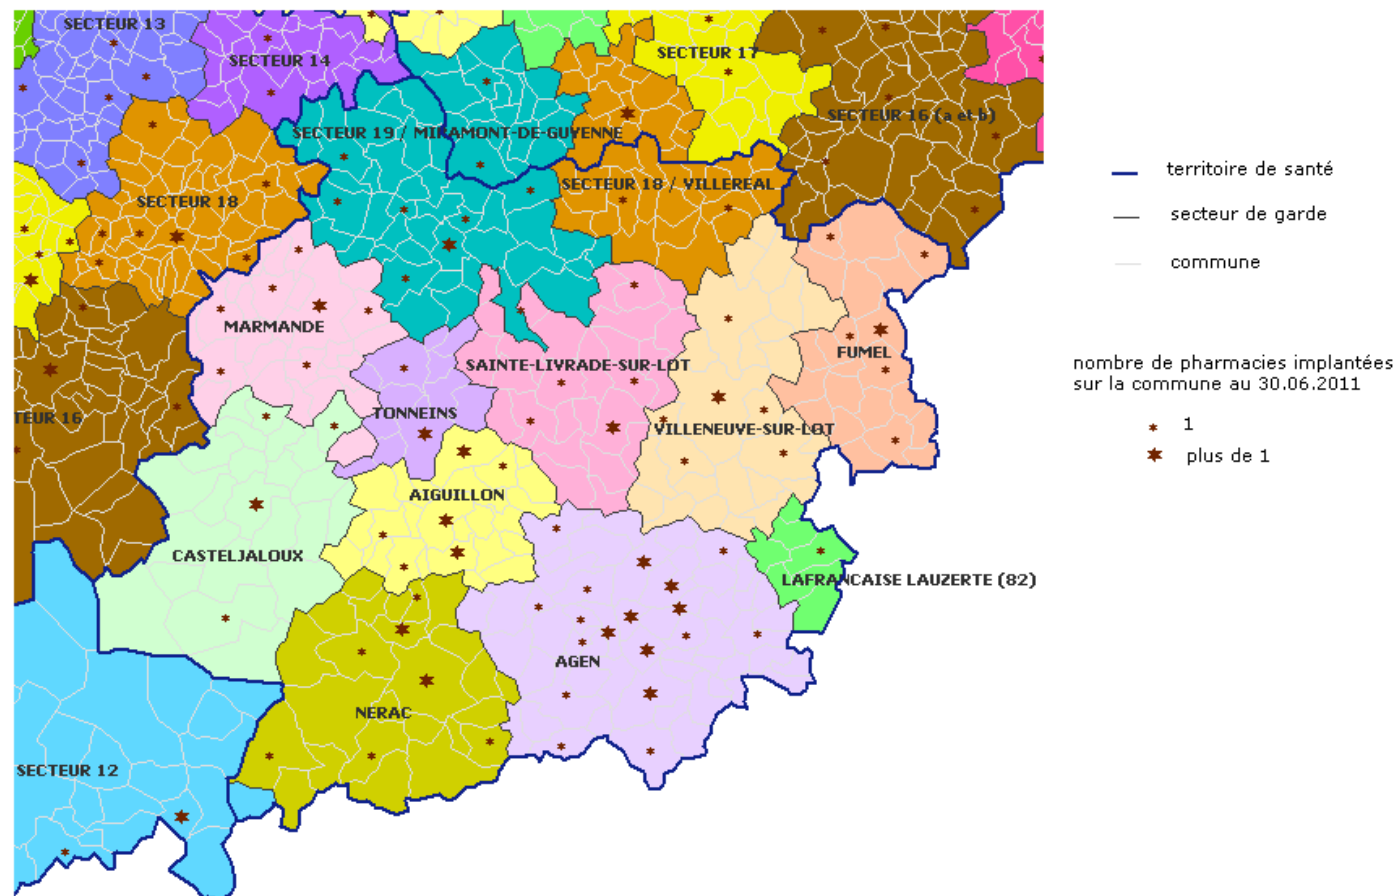 SECTEUR 13
SECTEUR 14
SECTEUR 17
SECTEUR 16 (a et b)
SECTEUR 19 / MIRAMONT-DE-GUYENNE
SECTEUR 18 / VILLEREAL
SECTEUR 18
MARMANDE
FUMEL
SAINTE-LIVRADE-SUR-LOT
TEUR 16
TONNEINS
VILLENEUVE-SUR-LOT
AIGUILLON
CASTELJALOUX
LAFRANCAISE LAUZERTE (82)
AGEN
NERAC
SECTEUR 12
territoire de santé
secteur de garde
commune
nombre de pharmacies implantées
sur la commune au 30.06.2011
1
plus de 1